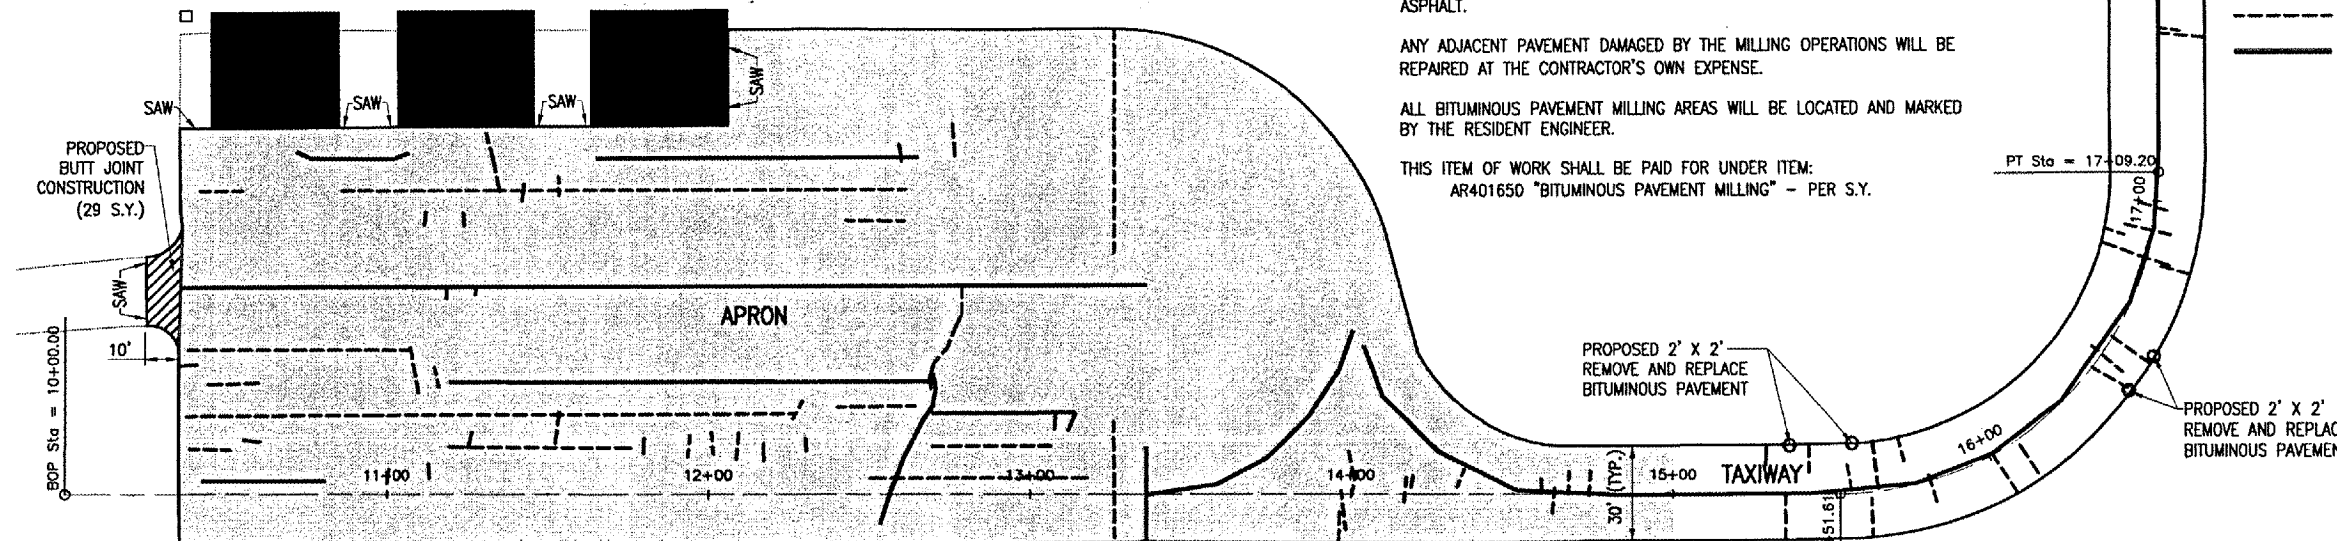 ASPHALT.
ANY ADJACENT PAVEMENT DAMAGED BY THE MILLING OPERATIONS WILL BE
REPAIRED AT THE CONTRACTOR'S OWN EXPENSE.
ALL BITUMINOUS PAVEMENT MILLING AREAS WILL BE LOCATED AND MARKED
BY THE RESIDENT ENGINEER.
THIS ITEM OF WORK SHALL BE PAID FOR UNDER ITEM:
AR401650 "BITUMINOUS PAVEMENT MILLING" - PER S.Y.
SAW
SAW
SAW
SAW
PROPOSED
BUTT JOINT
CONSTRUCTION
(29 S.Y.)
SAW
10'
BOP Sta = 10+00.00
APRON
11+00
12+00
13+00
14+00
15+00
16+00
17+00
30' (TYP.)
TAXIWAY
51.61
PT Sta = 17+09.20
PROPOSED 2' X 2'
REMOVE AND REPLACE
BITUMINOUS PAVEMENT
PROPOSED 2' X 2'
REMOVE AND REPLAC
BITUMINOUS PAVEMEN